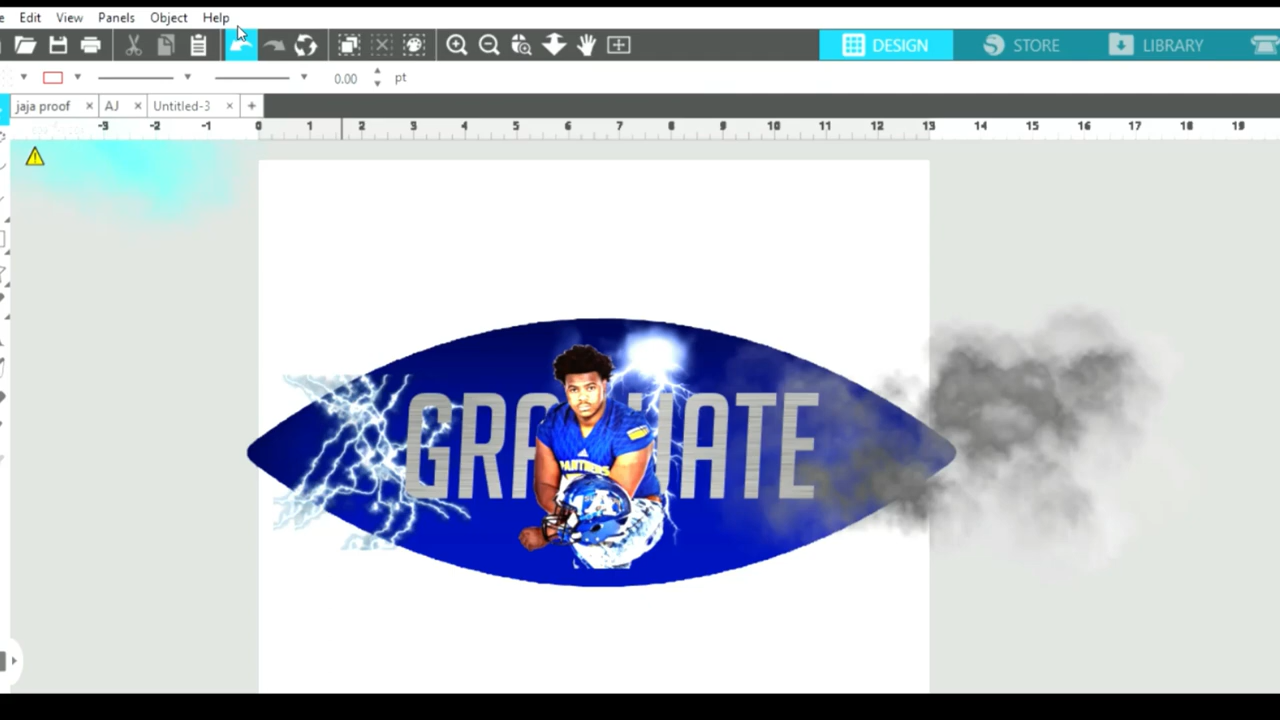 Edit View Panels Object Help
DESIGN STORE LIBRARY
0.00 pt
jaja proof AJ Untitled-3 +
-3 -2 -1 0 1 2 3 4 5 6 7 8 9 10 11 12 13 14 15 16 17 18 19
GRA UATE
PANTHERS